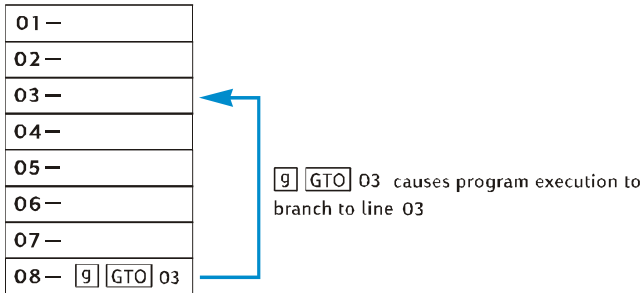 01—
02—
03—
04—
05—
06—
07—
08— g GTO 03
g GTO 03 causes program execution to
branch to line 03